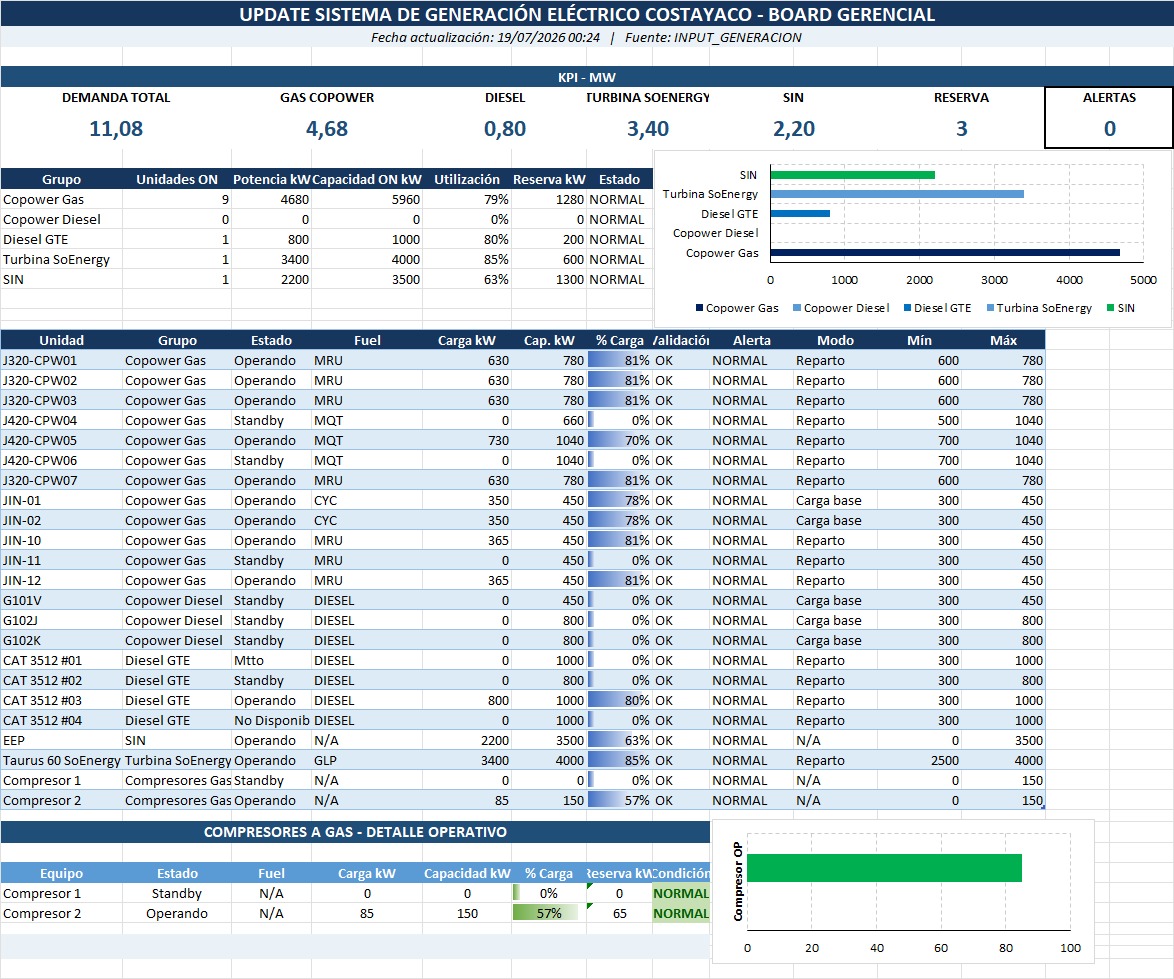 UPDATE SISTEMA DE GENERACIÓN ELÉCTRICO COSTAYACO - BOARD GERENCIAL
Fecha actualización: 19/07/2026 00:24 | Fuente: INPUT_GENERACION
KPI - MW
DEMANDA TOTAL GAS COPOWER DIESEL TURBINA SOENERGY SIN RESERVA ALERTAS
11,08 4,68 0,80 3,40 2,20 3 0
Grupo Unidades ON Potencia kW Capacidad ON kW Utilización Reserva kW Estado
Copower Gas 9 4680 5960 79% 1280 NORMAL
Copower Diesel 0 0 0 0% 0 NORMAL
Diesel GTE 1 800 1000 80% 200 NORMAL
Turbina SoEnergy 1 3400 4000 85% 600 NORMAL
SIN 1 2200 3500 63% 1300 NORMAL
SIN
Turbina SoEnergy
Diesel GTE
Copower Diesel
Copower Gas
0 1000 2000 3000 4000 5000
Copower Gas Copower Diesel Diesel GTE Turbina SoEnergy SIN
Unidad Grupo Estado Fuel Carga kW Cap. kW % Carga Validación Alerta Modo Mín Máx
J320-CPW01 Copower Gas Operando MRU 630 780 81% OK NORMAL Reparto 600 780
J320-CPW02 Copower Gas Operando MRU 630 780 81% OK NORMAL Reparto 600 780
J320-CPW03 Copower Gas Operando MRU 630 780 81% OK NORMAL Reparto 600 780
J420-CPW04 Copower Gas Standby MQT 0 660 0% OK NORMAL Reparto 500 1040
J420-CPW05 Copower Gas Operando MQT 730 1040 70% OK NORMAL Reparto 700 1040
J420-CPW06 Copower Gas Standby MQT 0 1040 0% OK NORMAL Reparto 700 1040
J320-CPW07 Copower Gas Operando MRU 630 780 81% OK NORMAL Reparto 600 780
JIN-01 Copower Gas Operando CYC 350 450 78% OK NORMAL Carga base 300 450
JIN-02 Copower Gas Operando CYC 350 450 78% OK NORMAL Carga base 300 450
JIN-10 Copower Gas Operando MRU 365 450 81% OK NORMAL Reparto 300 450
JIN-11 Copower Gas Standby MRU 0 450 0% OK NORMAL Reparto 300 450
JIN-12 Copower Gas Operando MRU 365 450 81% OK NORMAL Reparto 300 450
G101V Copower Diesel Standby DIESEL 0 450 0% OK NORMAL Carga base 300 450
G102J Copower Diesel Standby DIESEL 0 800 0% OK NORMAL Carga base 300 800
G102K Copower Diesel Standby DIESEL 0 800 0% OK NORMAL Carga base 300 800
CAT 3512 #01 Diesel GTE Mtto DIESEL 0 1000 0% OK NORMAL Reparto 300 1000
CAT 3512 #02 Diesel GTE Standby DIESEL 0 800 0% OK NORMAL Reparto 300 800
CAT 3512 #03 Diesel GTE Operando DIESEL 800 1000 80% OK NORMAL Reparto 300 1000
CAT 3512 #04 Diesel GTE No Disponib DIESEL 0 1000 0% OK NORMAL Reparto 300 1000
EEP SIN Operando N/A 2200 3500 63% OK NORMAL N/A 0 3500
Taurus 60 SoEnergy Turbina SoEnergy Operando GLP 3400 4000 85% OK NORMAL Reparto 2500 4000
Compresor 1 Compresores Gas Standby N/A 0 0 0% OK NORMAL N/A 0 150
Compresor 2 Compresores Gas Operando N/A 85 150 57% OK NORMAL N/A 0 150
COMPRESORES A GAS - DETALLE OPERATIVO
Equipo Estado Fuel Carga kW Capacidad kW % Carga Reserva kW Condición
Compresor 1 Standby N/A 0 0 0% 0 NORMAL
Compresor 2 Operando N/A 85 150 57% 65 NORMAL
Compresor OP
0 20 40 60 80 100